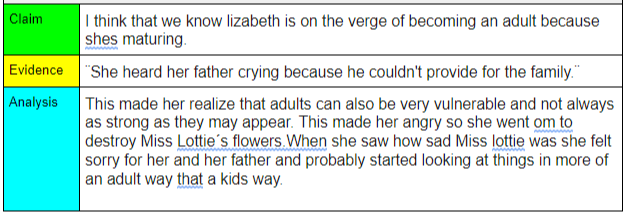 Claim
I think that we know lizabeth is on the verge of becoming an adult because
shes maturing.
Evidence
¨She heard her father crying because he couldn't provide for the family.¨
Analysis
This made her realize that adults can also be very vulnerable and not always
as strong as they may appear. This made her angry so she went om to
destroy Miss Lottie´s flowers.When she saw how sad Miss lottie was she felt
sorry for her and her father and probably started looking at things in more of
an adult way that a kids way.